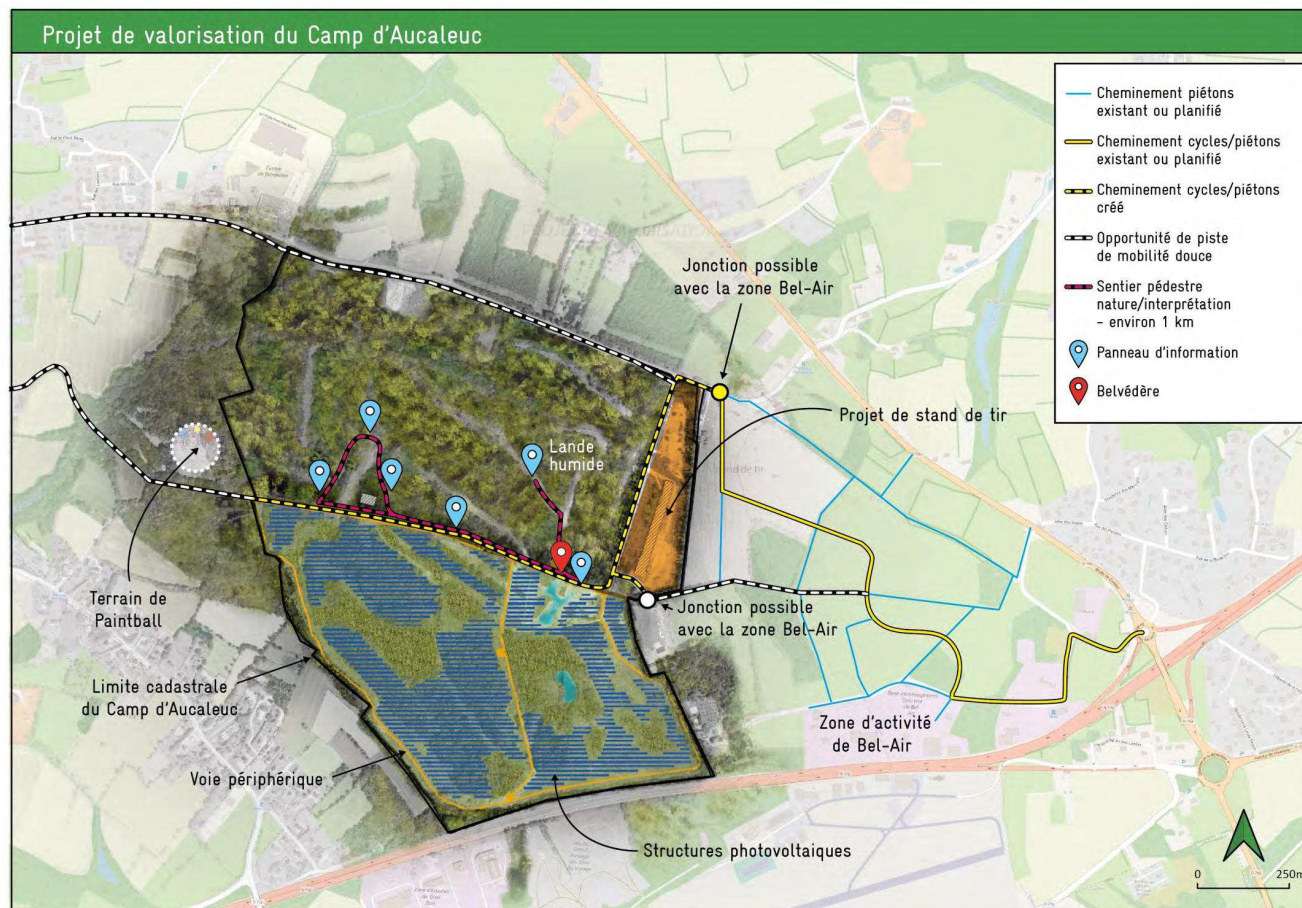 Projet de valorisation du Camp d'Aucaleuc
Cheminement piétons
existant ou planifié
Cheminement cycles/piétons
existant ou planifié
Cheminement cycles/piétons
créé
Opportunité de piste
de mobilité douce
Sentier pédestre
nature/interprétation
- environ 1 km
Panneau d'information
Belvédère
Jonction possible
avec la zone Bel-Air
Projet de stand de tir
Lande
humide
Terrain de
Paintball
Jonction possible
avec la zone Bel-Air
Limite cadastrale
du Camp d'Aucaleuc
Zone d'activité
de Bel-Air
Voie périphérique
Structures photovoltaiques
0
250m